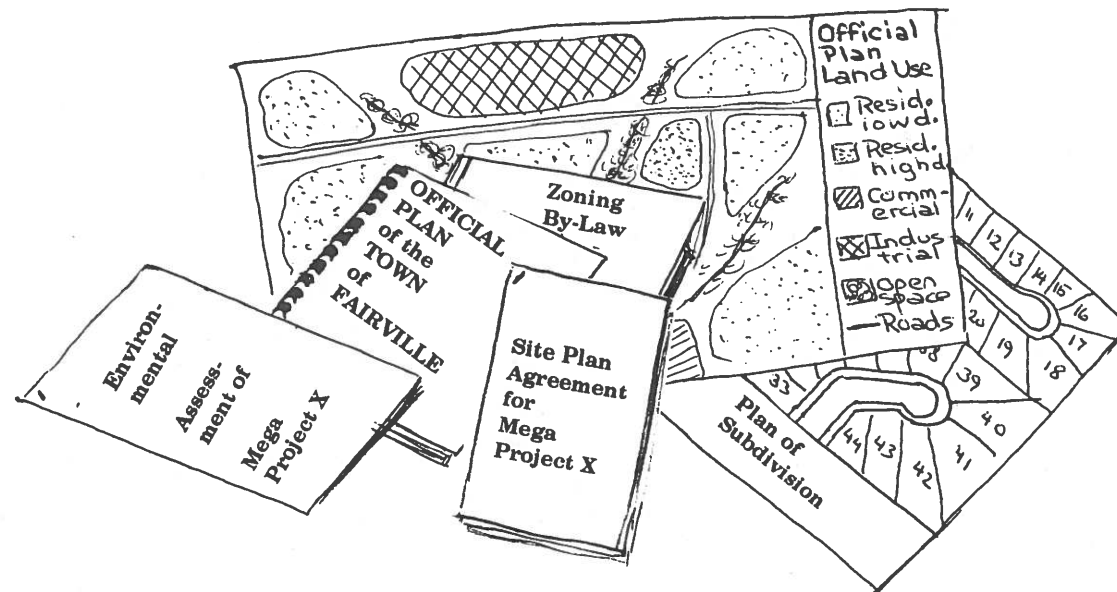 Official
Plan
Land Use
Resid.
low d.
Resid.
high d
Comm-
ercial
Indus-
trial
Open
space
Roads
Zoning
By-Law
OFFICIAL
PLAN
of the
TOWN
of
FAIRVILLE
Environ-
mental
Assess-
ment of
Mega
Project X
Site Plan
Agreement
for
Mega
Project X
Plan of
Subdivision
11
12
13
14
15
16
17
18
19
20
33
38
39
40
41
42
43
44